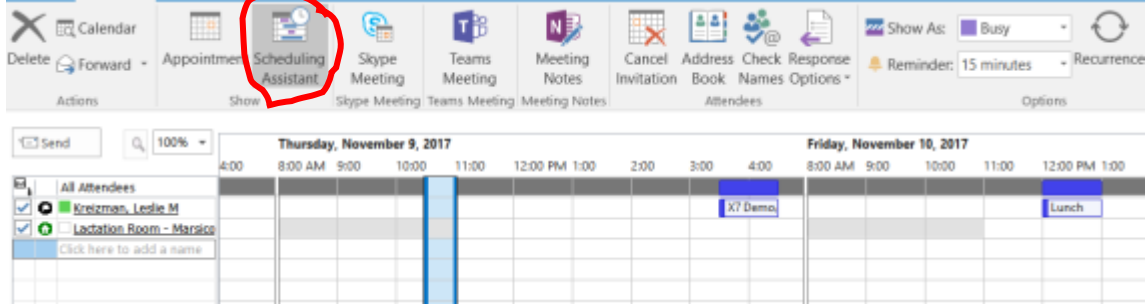 Calendar
Delete Forward
Appointment Scheduling Assistant
Skype Meeting
Teams Meeting
Meeting Notes
Cancel Invitation
Address Book
Check Names
Response Options
Show As: Busy
Reminder: 15 minutes
Recurrence
Actions Show Skype Meeting Teams Meeting Meeting Notes Attendees Options
Send 100%
Thursday, November 9, 2017 Friday, November 10, 2017
4:00 8:00 AM 9:00 10:00 11:00 12:00 PM 1:00 2:00 3:00 4:00 8:00 AM 9:00 10:00 11:00 12:00 PM 1:00
All Attendees
Kreizman, Leslie M X7 Demo, Lunch
Lactation Room - Marsico
Click here to add a name